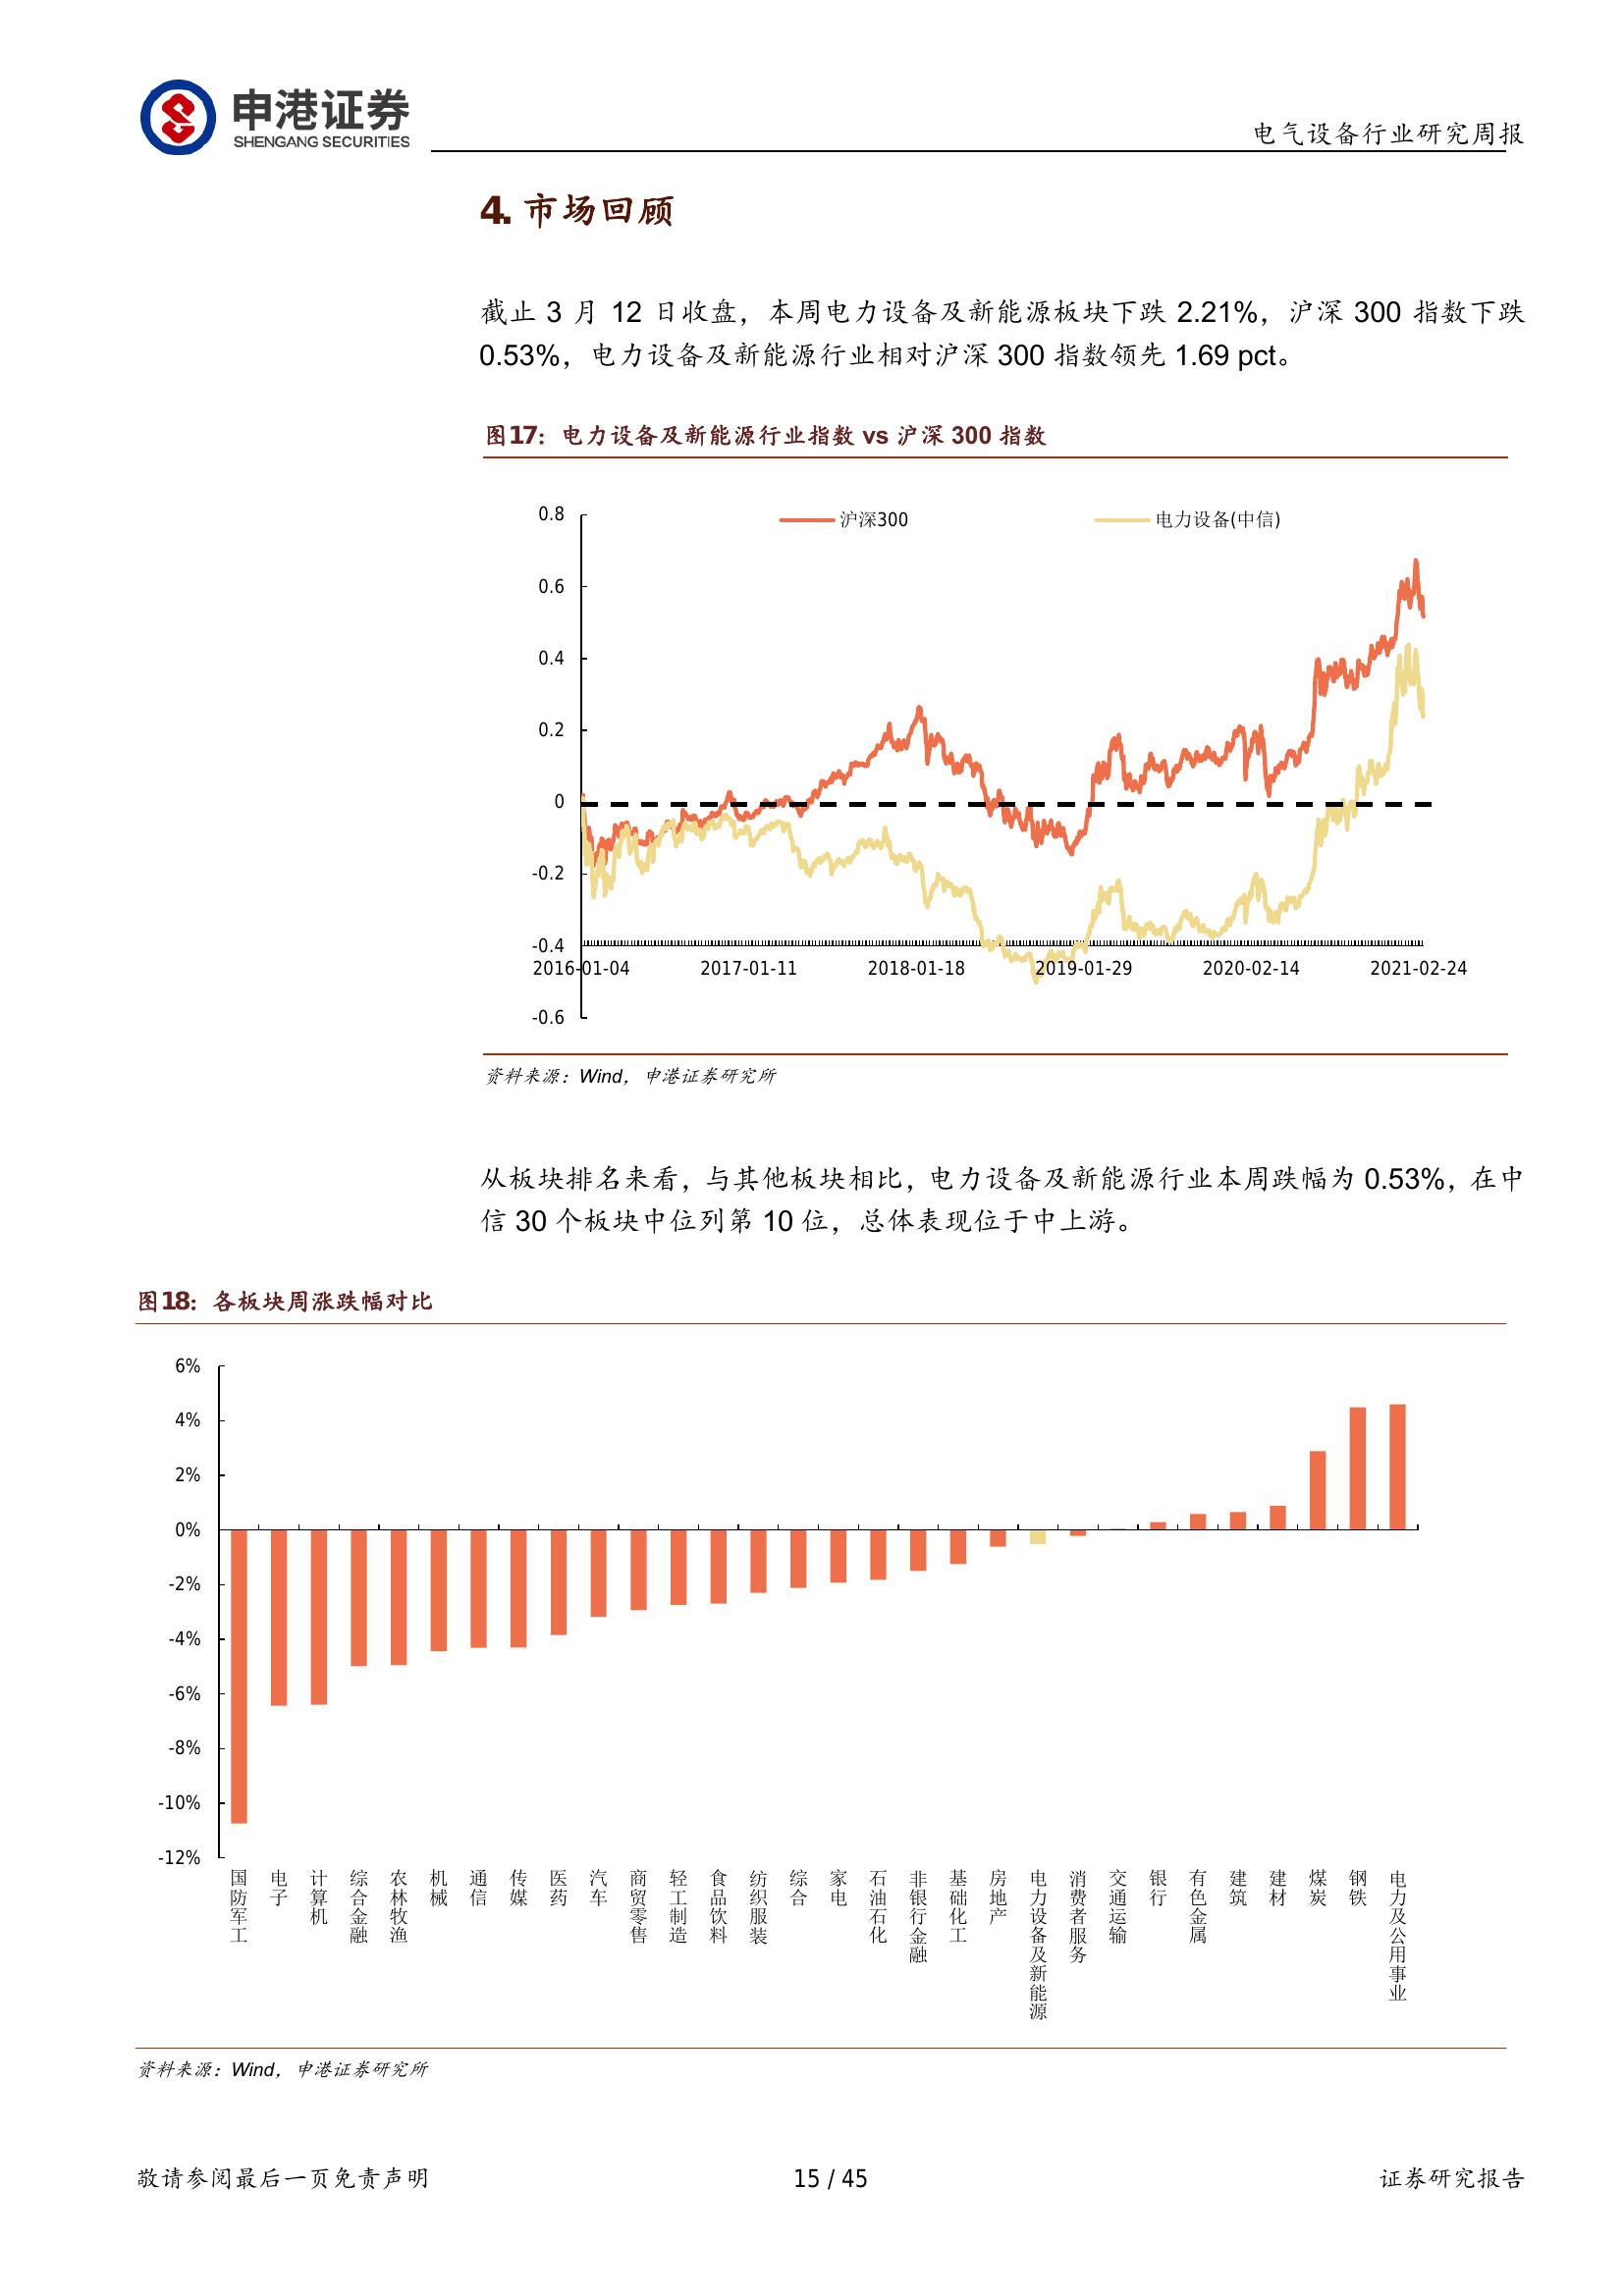 申港证券
SHENGANG SECURITIES
电气设备行业研究周报
4. 市场回顾
截止 3 月 12 日收盘，本周电力设备及新能源板块下跌 2.21%，沪深 300 指数下跌
0.53%，电力设备及新能源行业相对沪深 300 指数领先 1.69 pct。
图17：电力设备及新能源行业指数 vs 沪深 300 指数
沪深300
电力设备(中信)
0.8
0.6
0.4
0.2
0
-0.2
-0.4
-0.6
2016-01-04
2017-01-11
2018-01-18
2019-01-29
2020-02-14
2021-02-24
资料来源：Wind，申港证券研究所
从板块排名来看，与其他板块相比，电力设备及新能源行业本周跌幅为 0.53%，在中
信 30 个板块中位列第 10 位，总体表现位于中上游。
图18：各板块周涨跌幅对比
6%
4%
2%
0%
-2%
-4%
-6%
-8%
-10%
-12%
国防军工
电子
计算机
综合金融
农林牧渔
机械
通信
传媒
医药
汽车
商贸零售
轻工制造
食品饮料
纺织服装
综合
家电
石油石化
非银行金融
基础化工
房地产
电力设备及新能源
消费者服务
交通运输
银行
有色金属
建筑
建材
煤炭
钢铁
电力及公用事业
资料来源：Wind，申港证券研究所
敬请参阅最后一页免责声明
15 / 45
证券研究报告